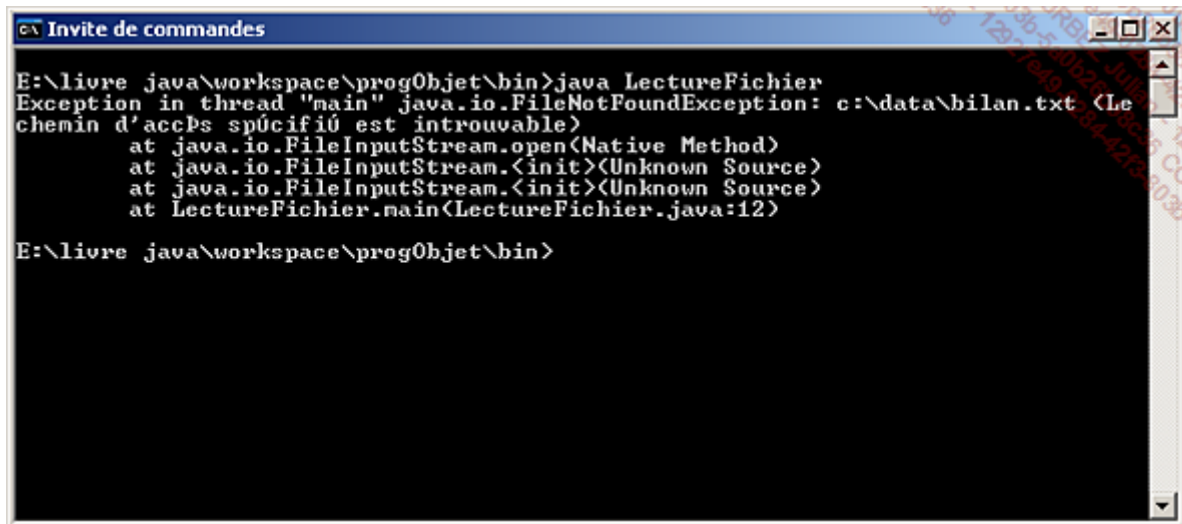 Invite de commandes
E:\livre java\workspace\progObjet\bin>java LectureFichier
Exception in thread "main" java.io.FileNotFoundException: c:\data\bilan.txt (Le
chemin d'accÞs spÚcifiÚ est introuvable)
at java.io.FileInputStream.open(Native Method)
at java.io.FileInputStream.<init>(Unknown Source)
at java.io.FileInputStream.<init>(Unknown Source)
at LectureFichier.main(LectureFichier.java:12)
E:\livre java\workspace\progObjet\bin>